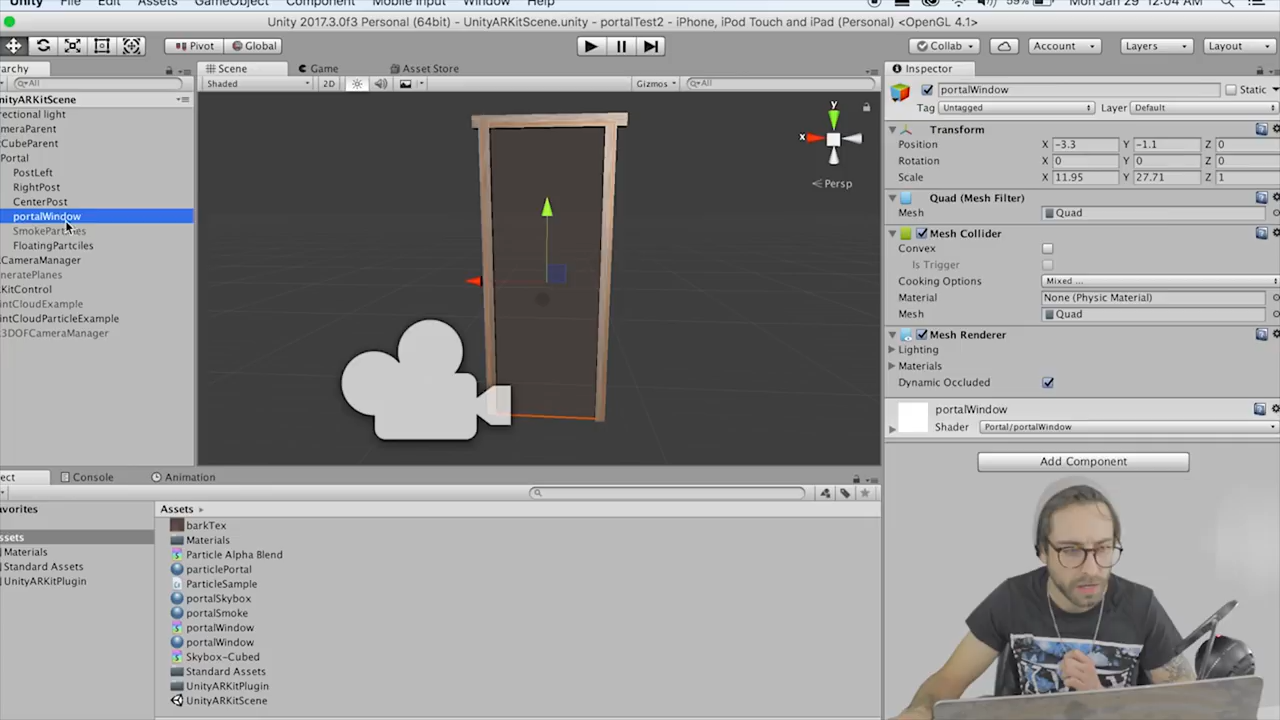 Edit Assets GameObject Component Mobile Input Window Help 59% Mon Jan 29 12:04 AM
Unity 2017.3.0f3 Personal (64bit) - UnityARKitScene.unity - portalTest2 - iPhone, iPod Touch and iPad (Personal) <OpenGL 4.1>
Pivot Global Collab Account Layers Layout
archy Scene Game Asset Store Inspector
All Shaded 2D Gizmos All portalWindow Static
nityARKitScene Tag Untagged Layer Default
rectional light
meraParent
CubeParent
Portal
PostLeft
RightPost
CenterPost
portalWindow
FloatingPartciles
CameraManager
neratePlanes
KitControl
intCloudExample
intCloudParticleExample
3DOFCameraManager
y
x
Persp
Transform
Position X -3.3 Y -1.1 Z 0
Rotation X 0 Y 0 Z 0
Scale X 11.95 Y 27.71 Z 1
Quad (Mesh Filter)
Mesh Quad
Mesh Collider
Convex
Is Trigger
Cooking Options Mixed ...
Material None (Physic Material)
Mesh Quad
Mesh Renderer
Lighting
Materials
Dynamic Occluded
portalWindow
Shader Portal/portalWindow
Add Component
ect Console Animation
avorites
ssets
Materials
Standard Assets
UnityARKitPlugin
Assets
barkTex
Materials
Particle Alpha Blend
particlePortal
ParticleSample
portalSkybox
portalSmoke
portalWindow
portalWindow
Skybox-Cubed
Standard Assets
UnityARKitPlugin
UnityARKitScene